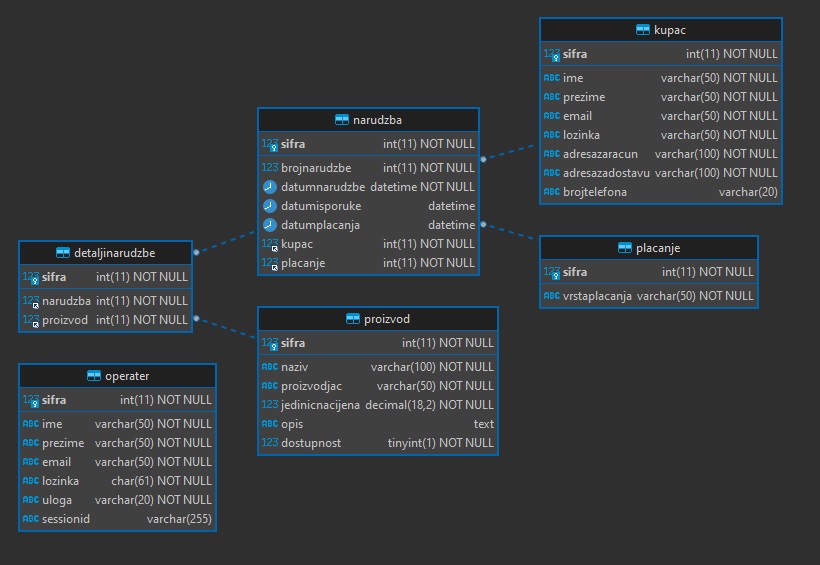 kupac
123 sifra int(11) NOT NULL
ABC ime varchar(50) NOT NULL
ABC prezime varchar(50) NOT NULL
ABC email varchar(50) NOT NULL
ABC lozinka varchar(50) NOT NULL
ABC adresazaracun varchar(100) NOT NULL
ABC adresazadostavu varchar(100) NOT NULL
ABC brojtelefona varchar(20)
narudzba
123 sifra int(11) NOT NULL
123 brojnarudzbe int(11) NOT NULL
datumnarudzbe datetime NOT NULL
datumisporuke datetime
datumplacanja datetime
123 kupac int(11) NOT NULL
123 placanje int(11) NOT NULL
placanje
123 sifra int(11) NOT NULL
ABC vrstaplacanja varchar(50) NOT NULL
detaljinarudzbe
123 sifra int(11) NOT NULL
123 narudzba int(11) NOT NULL
123 proizvod int(11) NOT NULL
proizvod
123 sifra int(11) NOT NULL
ABC naziv varchar(100) NOT NULL
ABC proizvodjac varchar(50) NOT NULL
123 jedinicnacijena decimal(18,2) NOT NULL
ABC opis text
123 dostupnost tinyint(1) NOT NULL
operater
123 sifra int(11) NOT NULL
ABC ime varchar(50) NOT NULL
ABC prezime varchar(50) NOT NULL
ABC email varchar(50) NOT NULL
ABC lozinka char(61) NOT NULL
ABC uloga varchar(20) NOT NULL
ABC sessionid varchar(255)